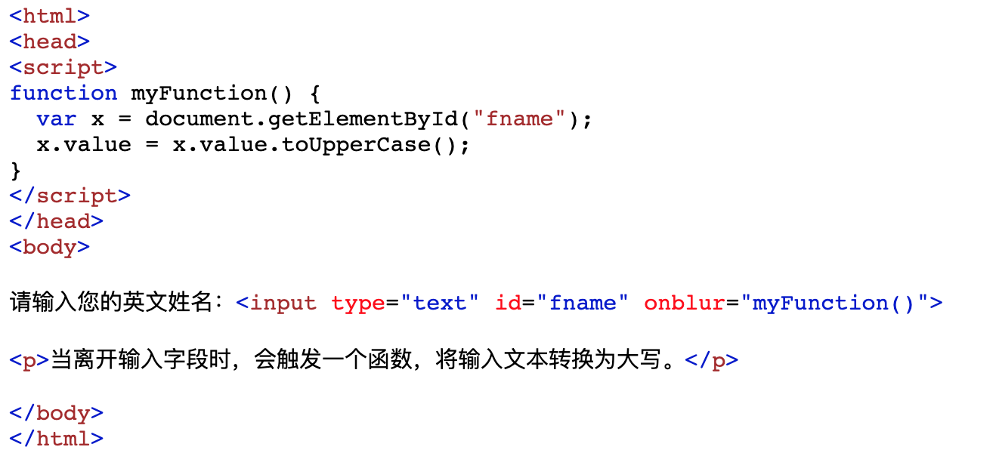 <html>
<head>
<script>
function myFunction() {
  var x = document.getElementById("fname");
  x.value = x.value.toUpperCase();
}
</script>
</head>
<body>
请输入您的英文姓名：<input type="text" id="fname" onblur="myFunction()">
<p>当离开输入字段时，会触发一个函数，将输入文本转换为大写。</p>
</body>
</html>